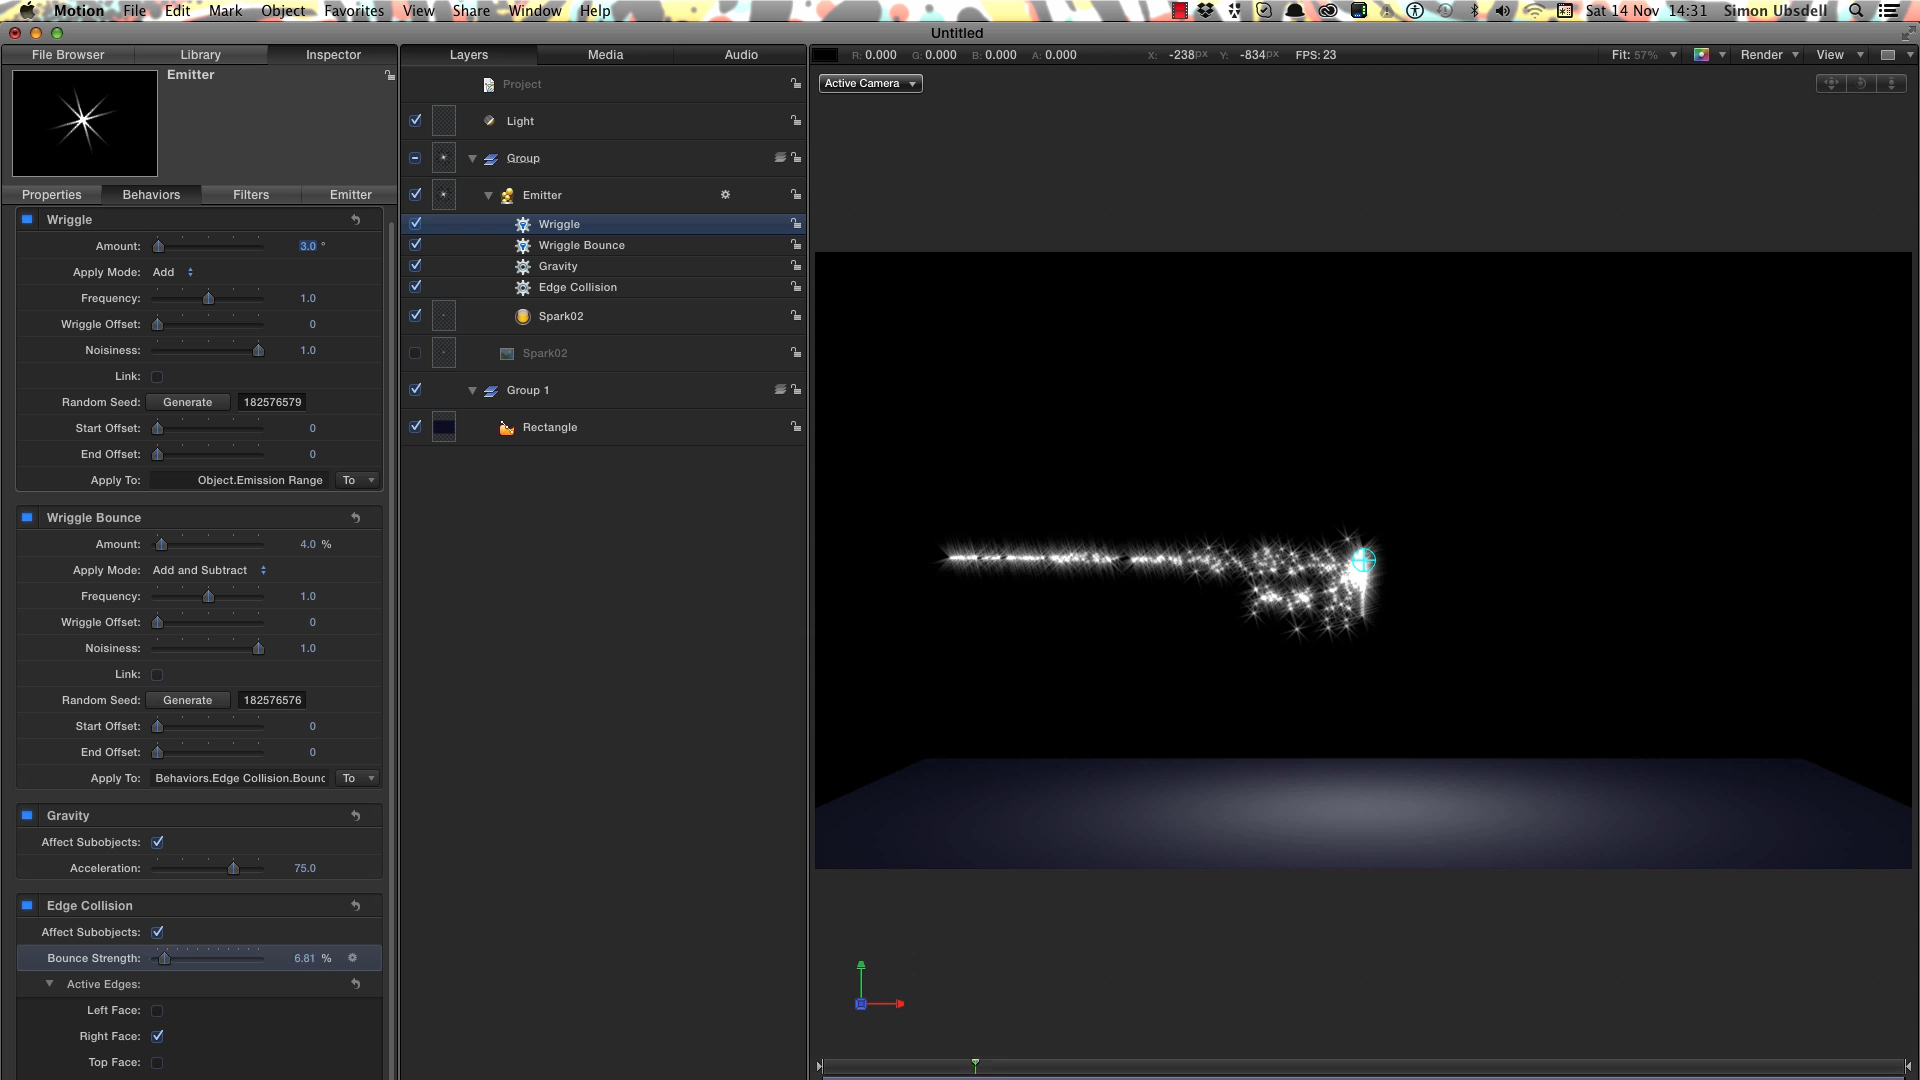 Motion File Edit Mark Object Favorites View Share Window Help Sat 14 Nov 14:31 Simon Ubsdell
Untitled
File Browser Library Inspector
Emitter
Properties Behaviors Filters Emitter
Wriggle
Amount: 3.0 °
Apply Mode: Add
Frequency: 1.0
Wriggle Offset: 0
Noisiness: 1.0
Link:
Random Seed: Generate 182576579
Start Offset: 0
End Offset: 0
Apply To: Object.Emission Range To
Wriggle Bounce
Amount: 4.0 %
Apply Mode: Add and Subtract
Frequency: 1.0
Wriggle Offset: 0
Noisiness: 1.0
Link:
Random Seed: Generate 182576576
Start Offset: 0
End Offset: 0
Apply To: Behaviors.Edge Collision.Bounc To
Gravity
Affect Subobjects:
Acceleration: 75.0
Edge Collision
Affect Subobjects:
Bounce Strength: 6.81 %
Active Edges:
Left Face:
Right Face:
Top Face:
Layers Media Audio
Project
Light
Group
Emitter
Wriggle
Wriggle Bounce
Gravity
Edge Collision
Spark02
Spark02
Group 1
Rectangle
R: 0.000 G: 0.000 B: 0.000 A: 0.000 X: -238px Y: -834px FPS: 23 Fit: 57% Render View
Active Camera